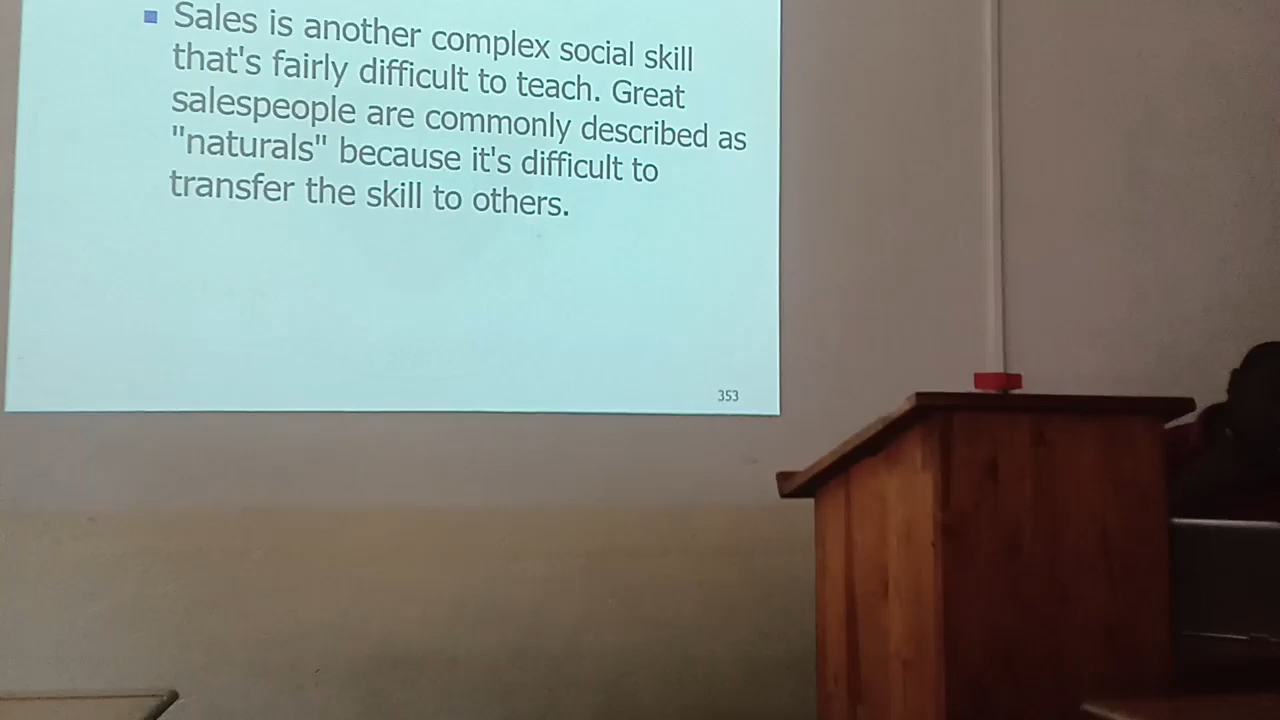 Sales is another complex social skill
that's fairly difficult to teach. Great
salespeople are commonly described as
"naturals" because it's difficult to
transfer the skill to others.
353